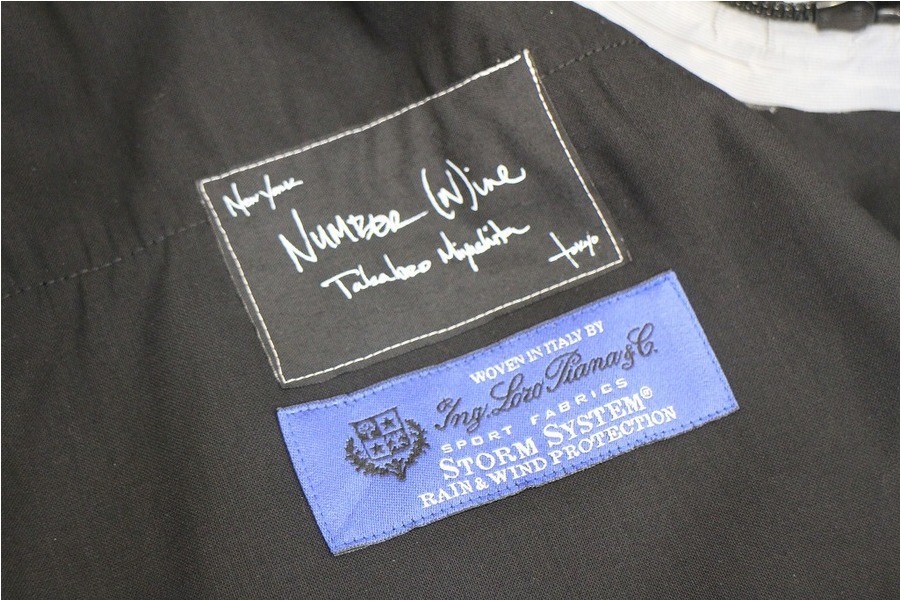 New York
NUMBER (N)ine
Takahiro Miyashita
tokyo
WOVEN IN ITALY BY
Ing. Loro Piana & C.
SPORT FABRICS
STORM SYSTEM®
RAIN & WIND PROTECTION